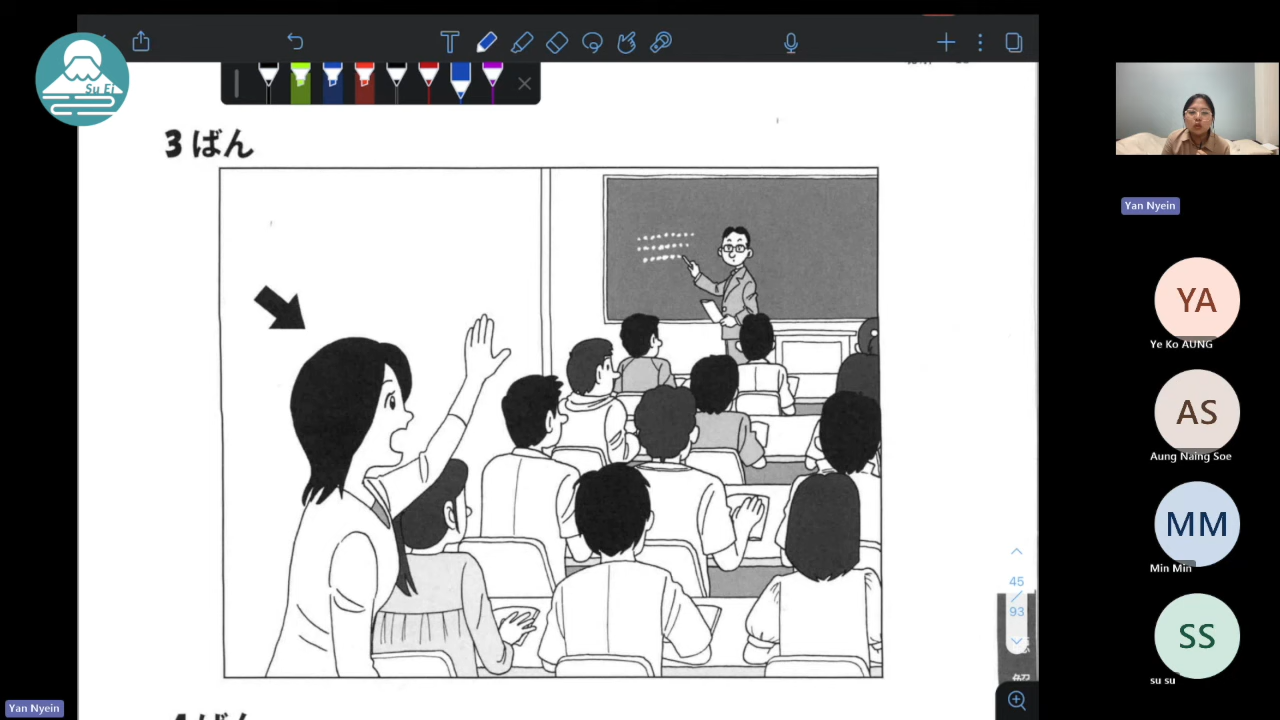 Su Ei
3 ばん
Yan Nyein
YA
Ye Ko AUNG
AS
Aung Naing Soe
MM
Min Min
SS
su su
45
93
Yan Nyein